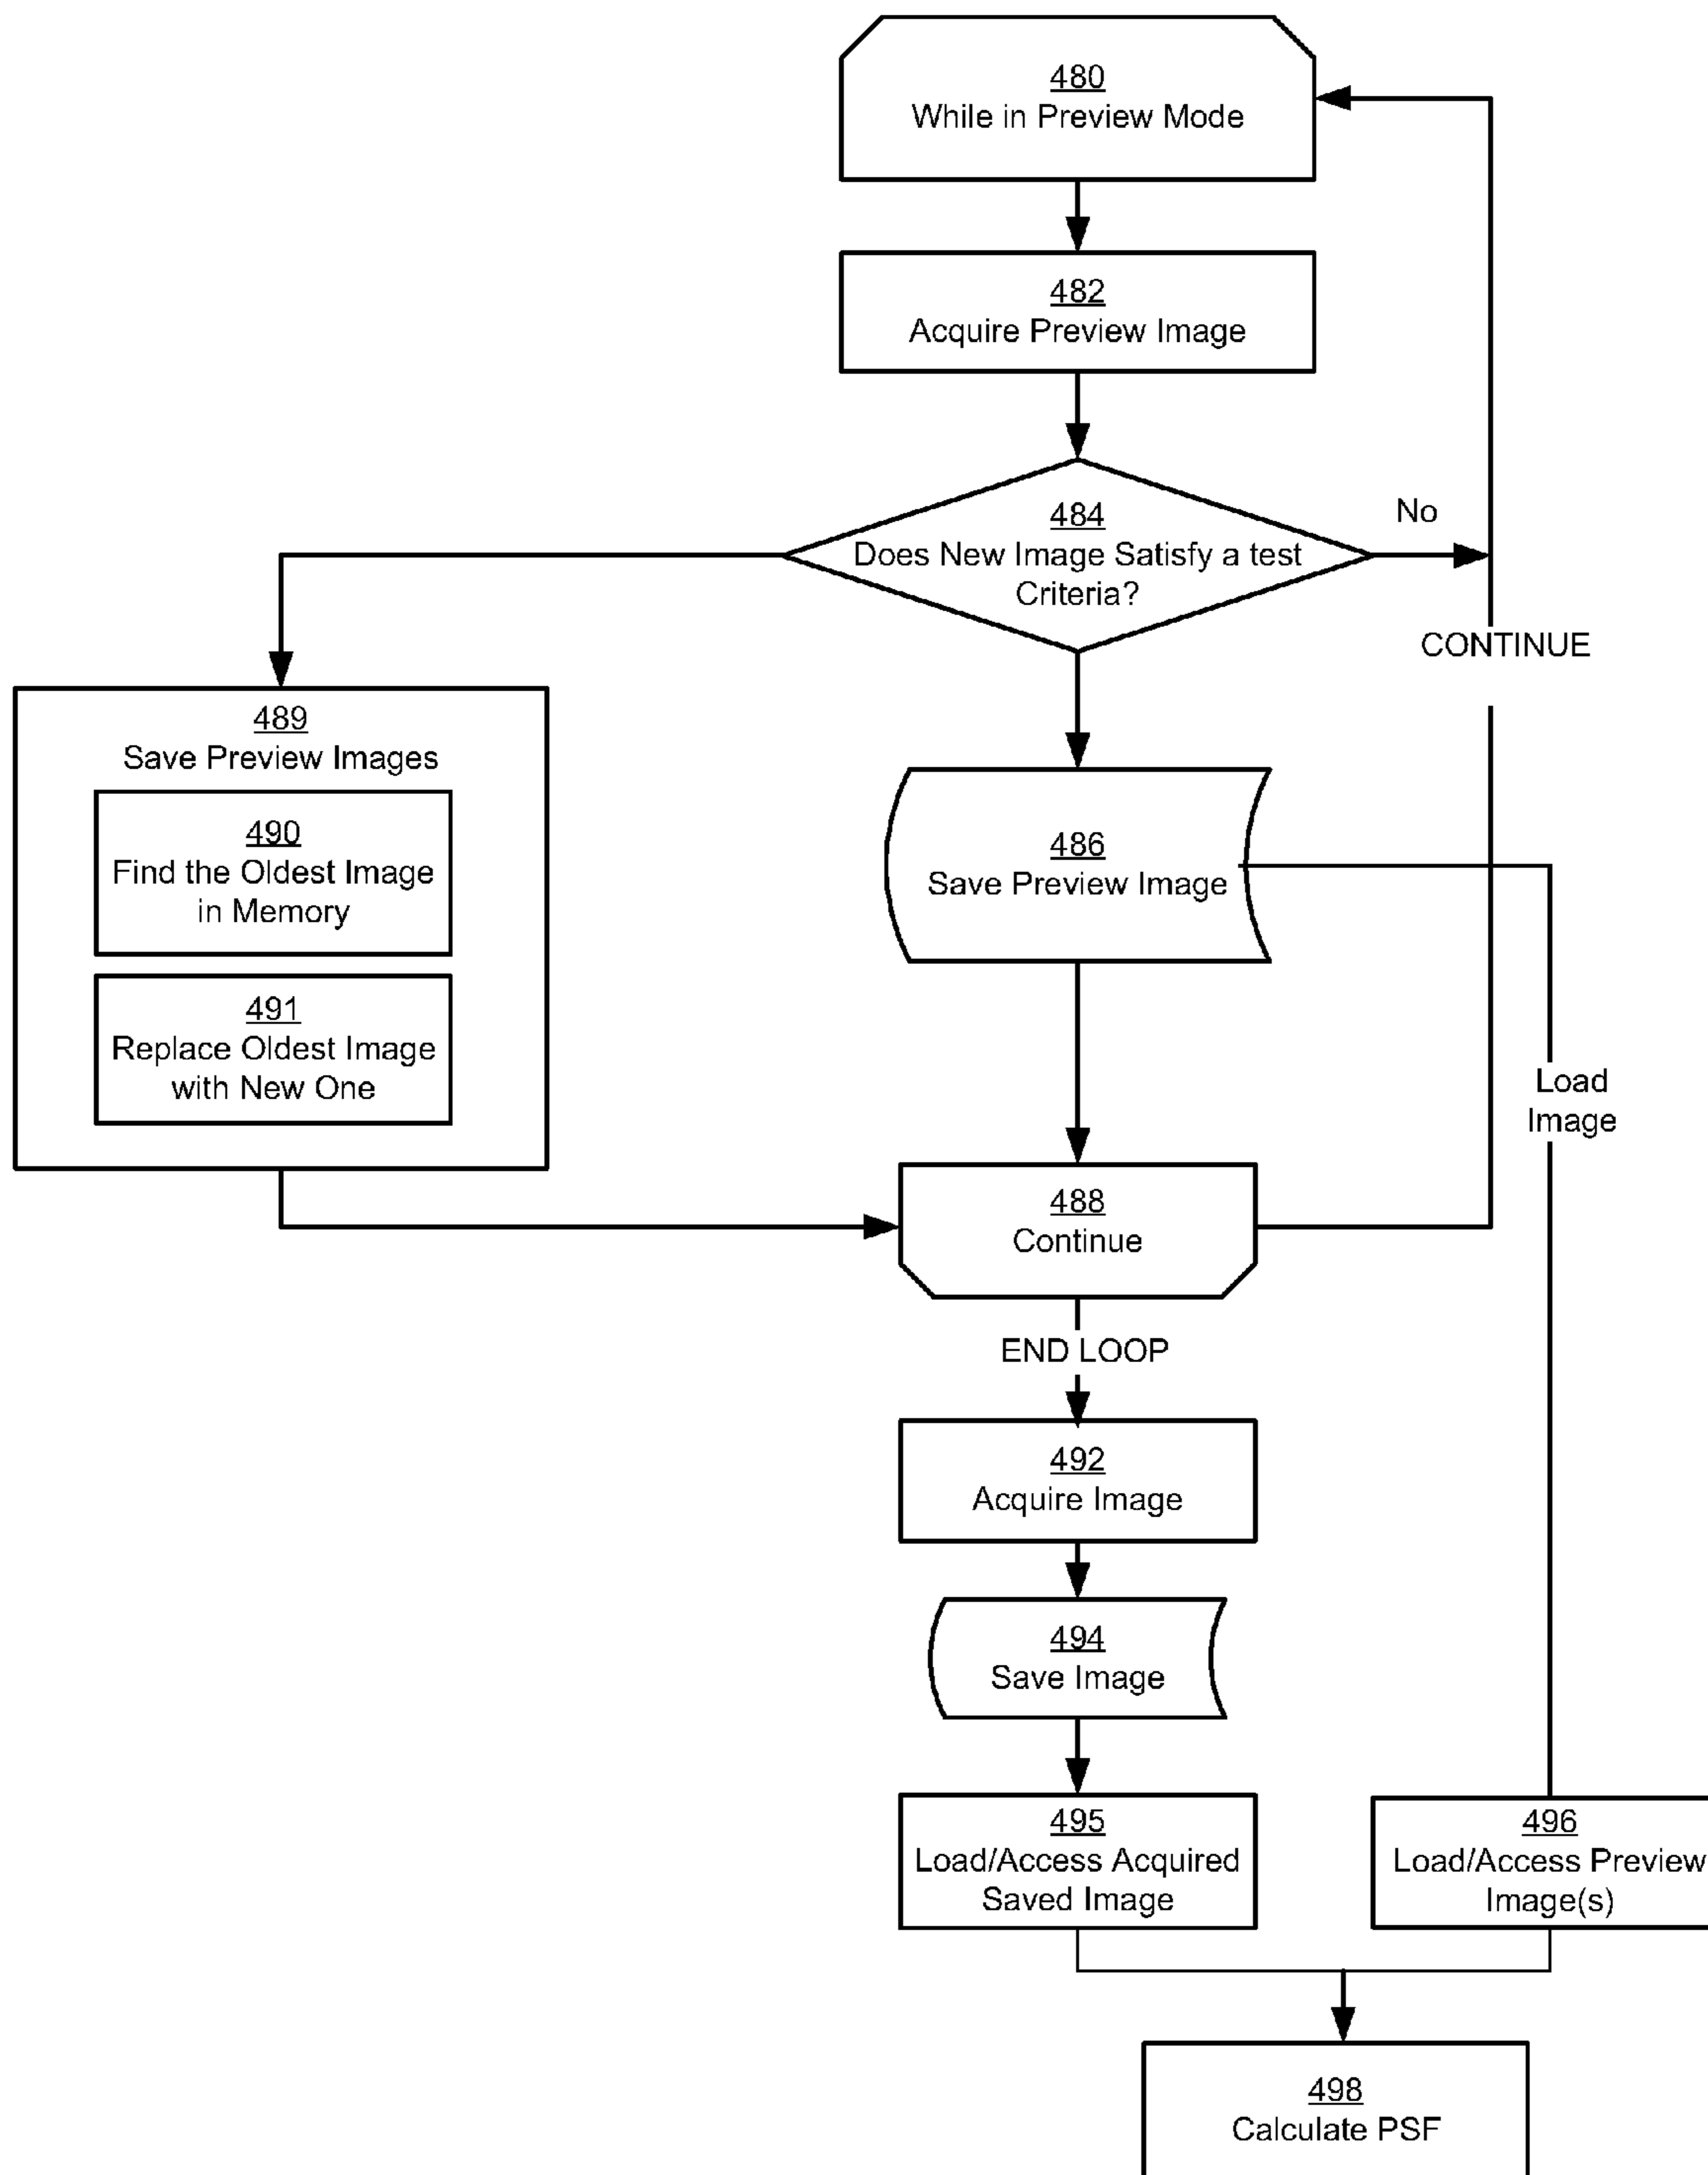 480
While in Preview Mode
482
Acquire Preview Image
484
Does New Image Satisfy a test
Criteria?
No
CONTINUE
489
Save Preview Images
490
Find the Oldest Image
in Memory
491
Replace Oldest Image
with New One
486
Save Preview Image
Load
Image
488
Continue
END LOOP
492
Acquire Image
494
Save Image
495
Load/Access Acquired
Saved Image
496
Load/Access Preview
Image(s)
498
Calculate PSF